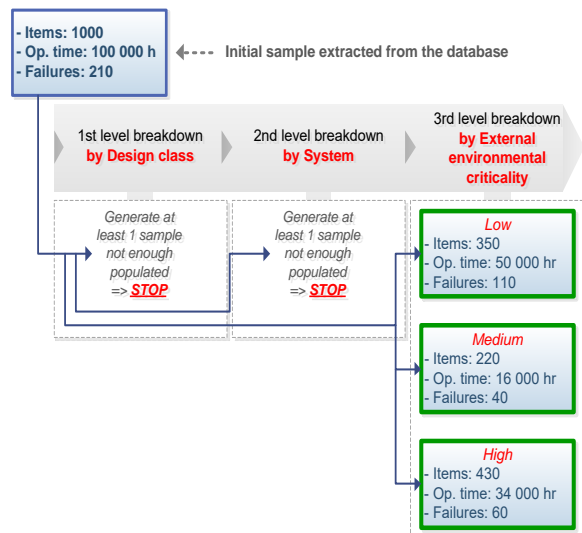 - Items: 1000
- Op. time: 100 000 h
- Failures: 210
Initial sample extracted from the database
1st level breakdown
by Design class
2nd level breakdown
by System
3rd level breakdown
by External
environmental
criticality
Generate at
least 1 sample
not enough
populated
=> STOP
Generate at
least 1 sample
not enough
populated
=> STOP
Low
- Items: 350
- Op. time: 50 000 hr
- Failures: 110
Medium
- Items: 220
- Op. time: 16 000 hr
- Failures: 40
High
- Items: 430
- Op. time: 34 000 hr
- Failures: 60